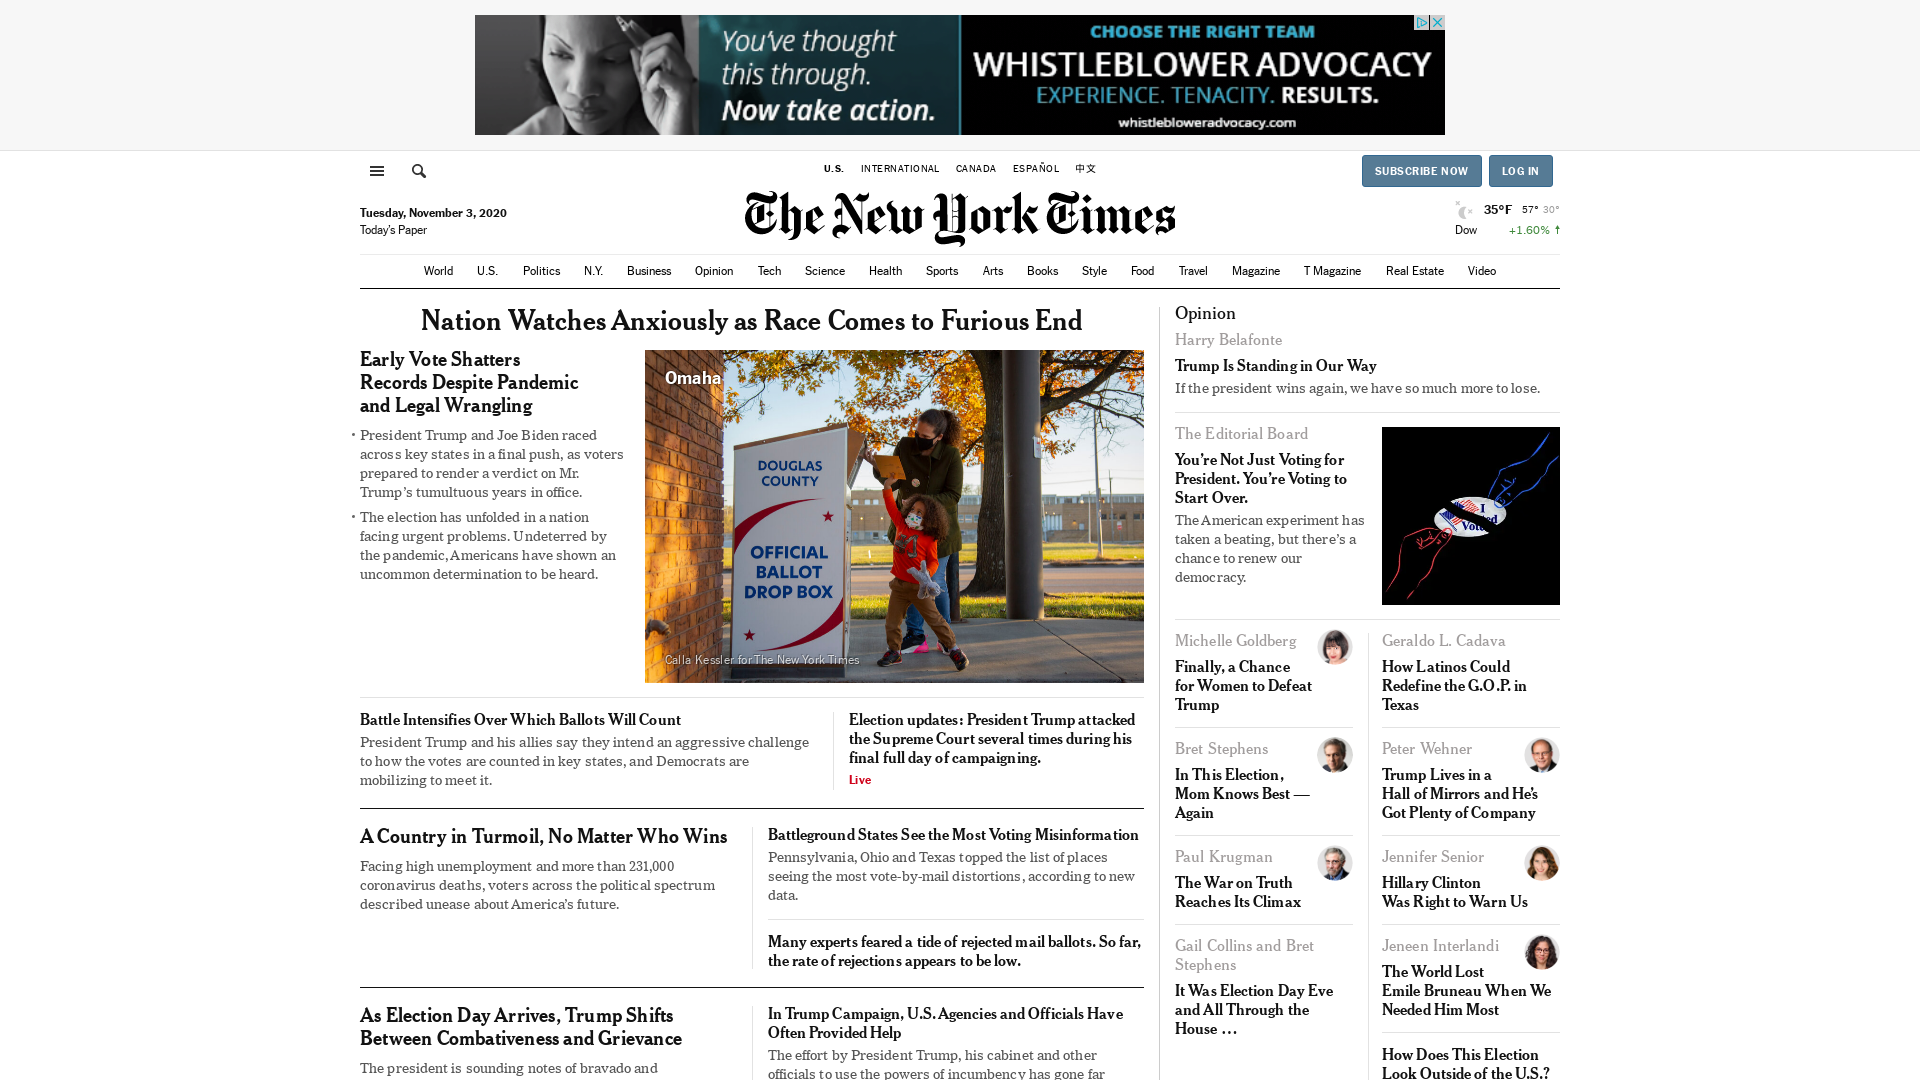 You've thought
this through.
Now take action.
CHOOSE THE RIGHT TEAM
WHISTLEBLOWER ADVOCACY
EXPERIENCE. TENACITY. RESULTS.
whistlebloweradvocacy.com
U.S. INTERNATIONAL CANADA ESPAÑOL 中文
SUBSCRIBE NOW LOG IN
The New York Times
Tuesday, November 3, 2020
Today's Paper
35°F 57° 30°
Dow +1.60% ↑
World U.S. Politics N.Y. Business Opinion Tech Science Health Sports Arts Books Style Food Travel Magazine T Magazine Real Estate Video
Nation Watches Anxiously as Race Comes to Furious End
Early Vote Shatters
Records Despite Pandemic
and Legal Wrangling
• President Trump and Joe Biden raced
across key states in a final push, as voters
prepared to render a verdict on Mr.
Trump's tumultuous years in office.
• The election has unfolded in a nation
facing urgent problems. Undeterred by
the pandemic, Americans have shown an
uncommon determination to be heard.
Omaha
DOUGLAS
COUNTY
OFFICIAL
BALLOT
DROP BOX
Calla Kessler for The New York Times
Battle Intensifies Over Which Ballots Will Count
President Trump and his allies say they intend an aggressive challenge
to how the votes are counted in key states, and Democrats are
mobilizing to meet it.
Election updates: President Trump attacked
the Supreme Court several times during his
final full day of campaigning.
Live
A Country in Turmoil, No Matter Who Wins
Facing high unemployment and more than 231,000
coronavirus deaths, voters across the political spectrum
described unease about America's future.
Battleground States See the Most Voting Misinformation
Pennsylvania, Ohio and Texas topped the list of places
seeing the most vote-by-mail distortions, according to new
data.
Many experts feared a tide of rejected mail ballots. So far,
the rate of rejections appears to be low.
As Election Day Arrives, Trump Shifts
Between Combativeness and Grievance
The president is sounding notes of bravado and
In Trump Campaign, U.S. Agencies and Officials Have
Often Provided Help
The effort by President Trump, his cabinet and other
officials to use the powers of incumbency has gone far
Opinion
Harry Belafonte
Trump Is Standing in Our Way
If the president wins again, we have so much more to lose.
The Editorial Board
You're Not Just Voting for
President. You're Voting to
Start Over.
The American experiment has
taken a beating, but there's a
chance to renew our
democracy.
I
Voted
Michelle Goldberg
Finally, a Chance
for Women to Defeat
Trump
Geraldo L. Cadava
How Latinos Could
Redefine the G.O.P. in
Texas
Bret Stephens
In This Election,
Mom Knows Best —
Again
Peter Wehner
Trump Lives in a
Hall of Mirrors and He's
Got Plenty of Company
Paul Krugman
The War on Truth
Reaches Its Climax
Jennifer Senior
Hillary Clinton
Was Right to Warn Us
Gail Collins and Bret
Stephens
It Was Election Day Eve
and All Through the
House …
Jeneen Interlandi
The World Lost
Emile Bruneau When We
Needed Him Most
How Does This Election
Look Outside of the U.S.?